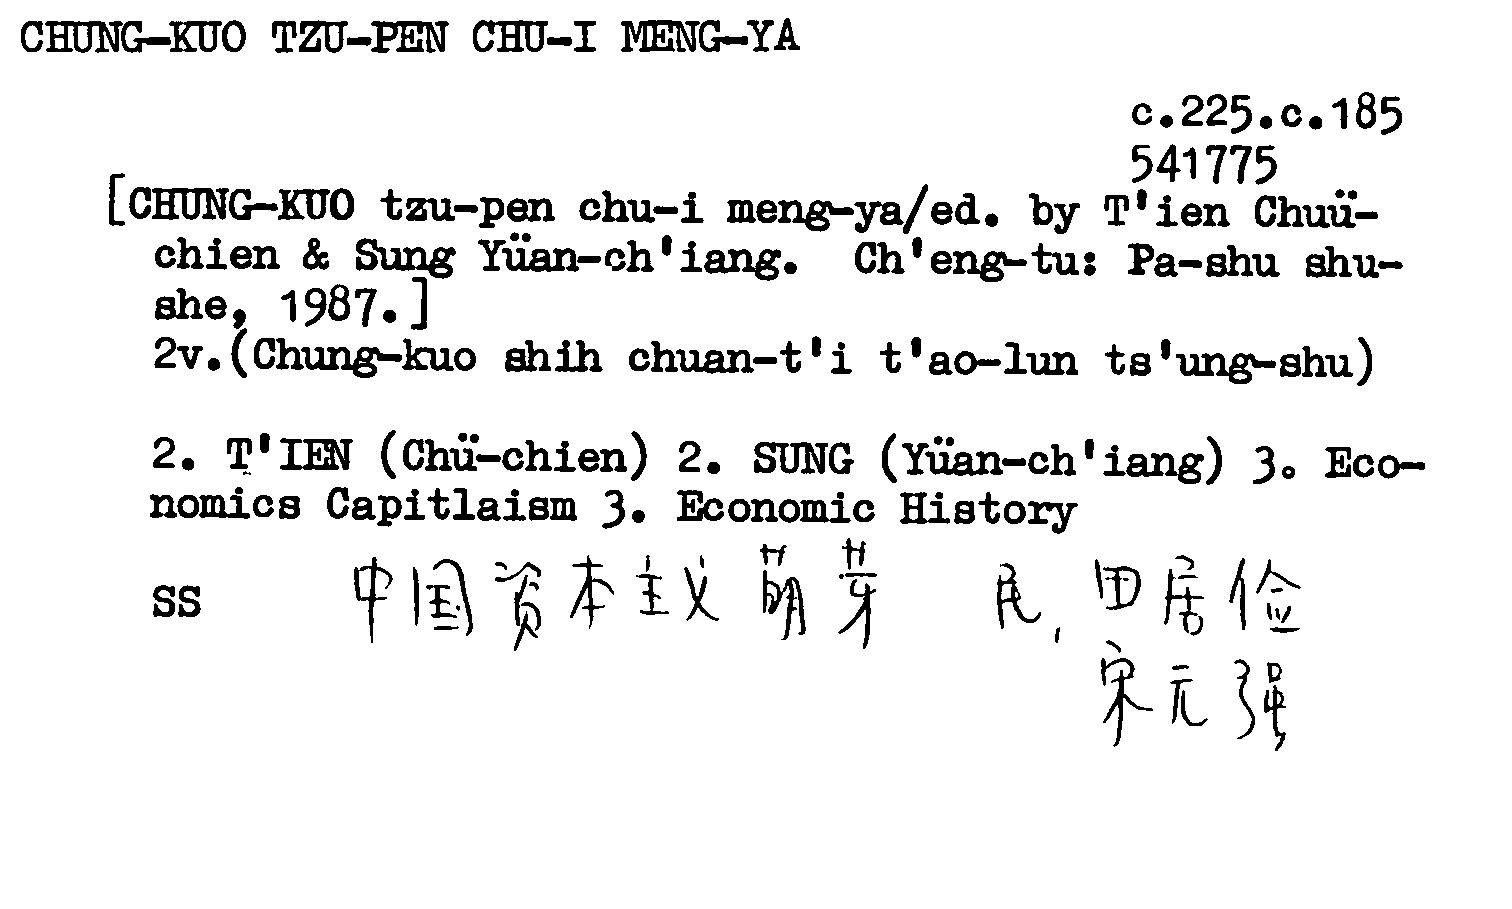 CHUNG-KUO TZU-PEN CHU-I MENG-YA
c.225.c.185
541775
[CHUNG-KUO tzu-pen chu-i meng-ya/ed. by T'ien Chuü-
chien & Sung Yüan-ch'iang. Ch'eng-tu: Pa-shu shu-
she, 1987.]
2v.(Chung-kuo shih chuan-t'i t'ao-lun ts'ung-shu)
2. T'IEN (Chü-chien) 2. SUNG (Yüan-ch'iang) 3. Eco-
nomics Capitlaism 3. Economic History
SS 中国资本主义萌芽 民, 田居俭
宋元强